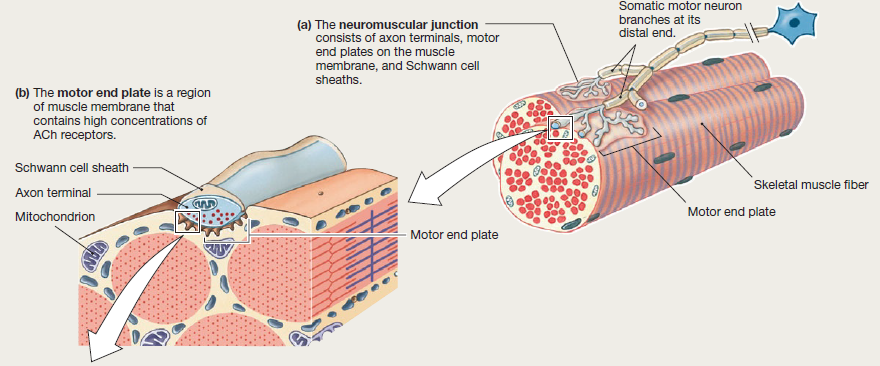 (a) The neuromuscular junction
consists of axon terminals, motor
end plates on the muscle
membrane, and Schwann cell
sheaths.
Somatic motor neuron
branches at its
distal end.
(b) The motor end plate is a region
of muscle membrane that
contains high concentrations of
ACh receptors.
Schwann cell sheath
Axon terminal
Mitochondrion
Motor end plate
Skeletal muscle fiber
Motor end plate